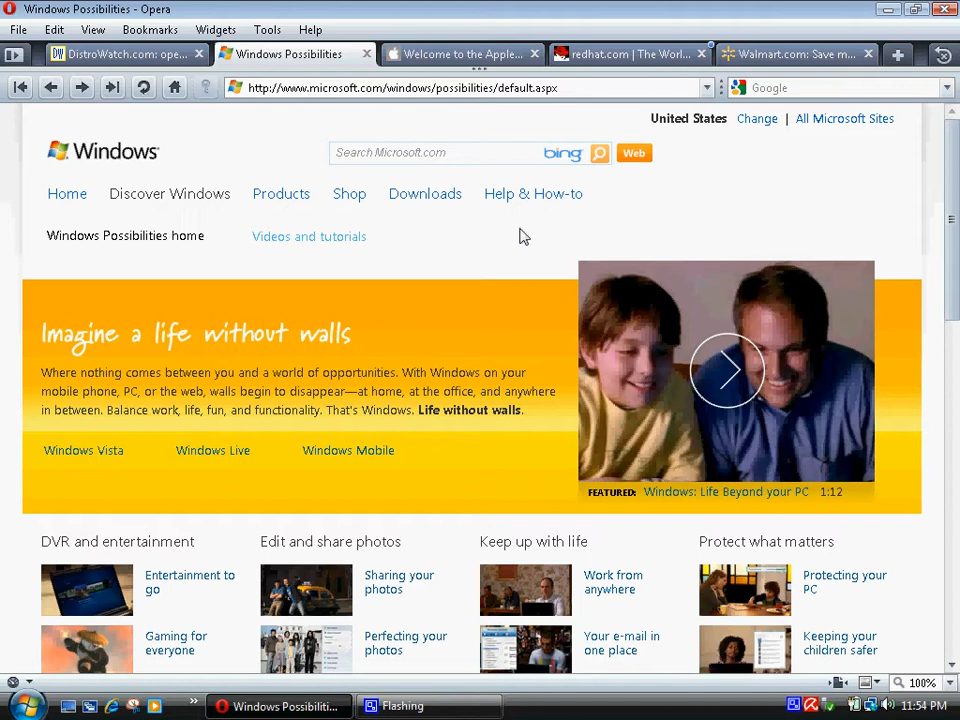 Windows Possibilities - Opera
File Edit View Bookmarks Widgets Tools Help
DistroWatch.com: ope...
Windows Possibilities
Welcome to the Apple...
redhat.com | The Worl...
Walmart.com: Save m...
http://www.microsoft.com/windows/possibilities/default.aspx
Google
United States Change | All Microsoft Sites
Windows
Search Microsoft.com
bing
Web
Home Discover Windows Products Shop Downloads Help & How-to
Windows Possibilities home Videos and tutorials
Imagine a life without walls
Where nothing comes between you and a world of opportunities. With Windows on your
mobile phone, PC, or the web, walls begin to disappear—at home, at the office, and anywhere
in between. Balance work, life, fun, and functionality. That's Windows. Life without walls.
Windows Vista Windows Live Windows Mobile
FEATURED: Windows: Life Beyond your PC 1:12
DVR and entertainment
Entertainment to
go
Gaming for
everyone
Edit and share photos
Sharing your
photos
Perfecting your
photos
Keep up with life
Work from
anywhere
Your e-mail in
one place
Protect what matters
Protecting your
PC
Keeping your
children safer
100%
Windows Possibiliti...
Flashing
11:54 PM